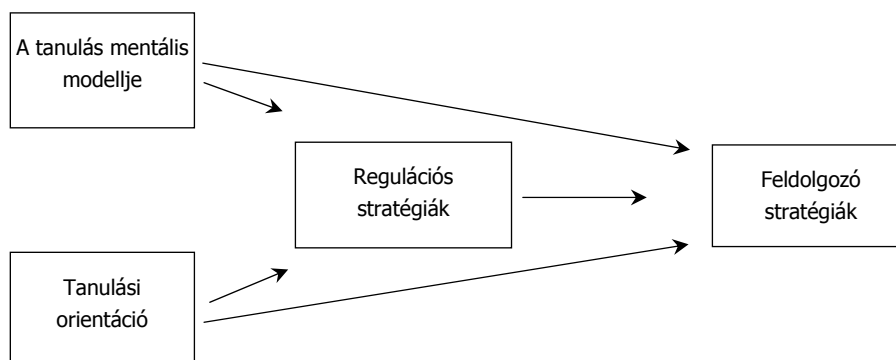 A tanulás mentális
modellje
Regulációs
stratégiák
Feldolgozó
stratégiák
Tanulási
orientáció